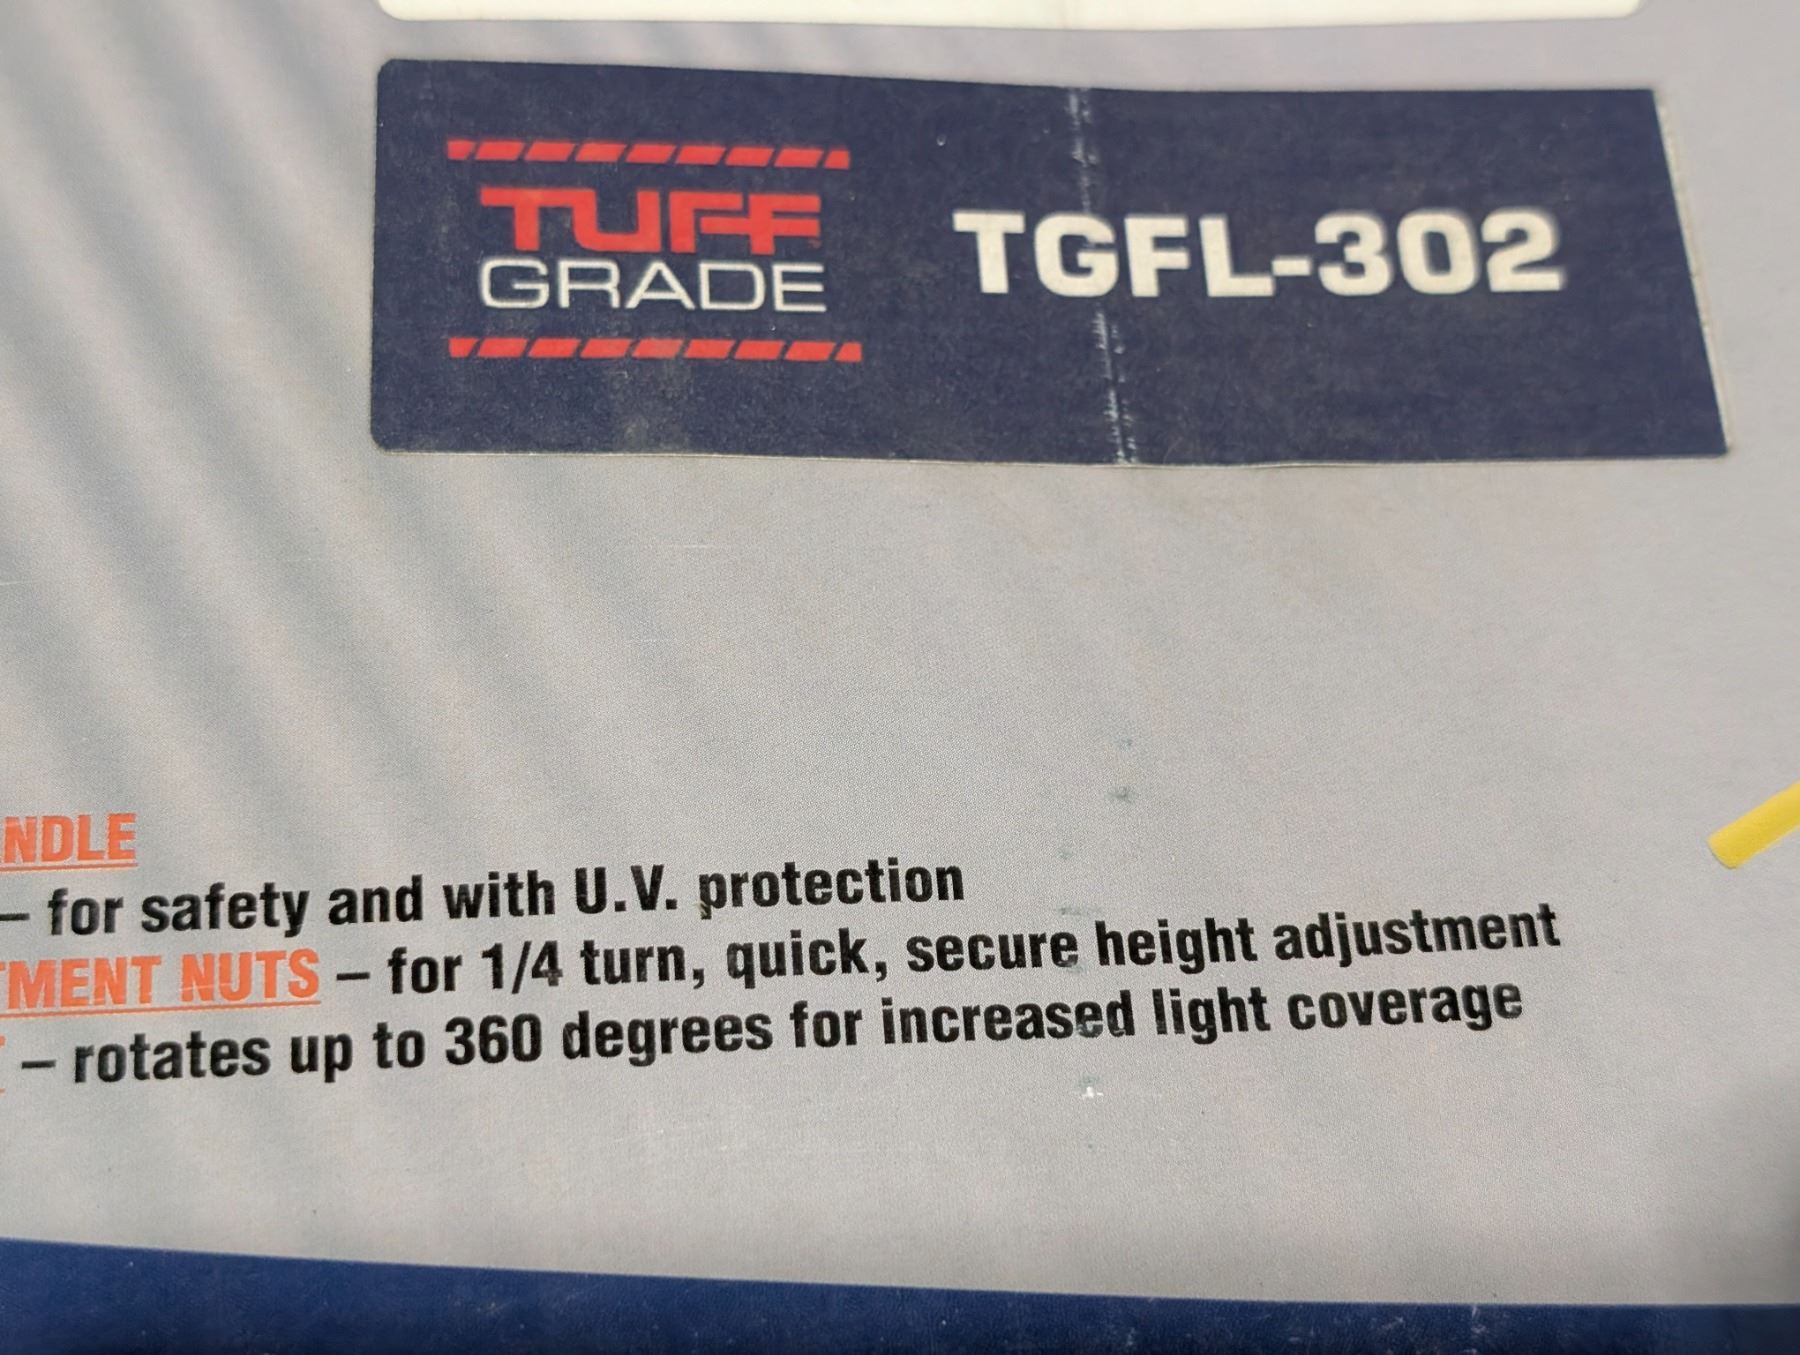 TUFF
GRADE
TGFL-302
NDLE
– for safety and with U.V. protection
MENT NUTS – for 1/4 turn, quick, secure height adjustment
– rotates up to 360 degrees for increased light coverage